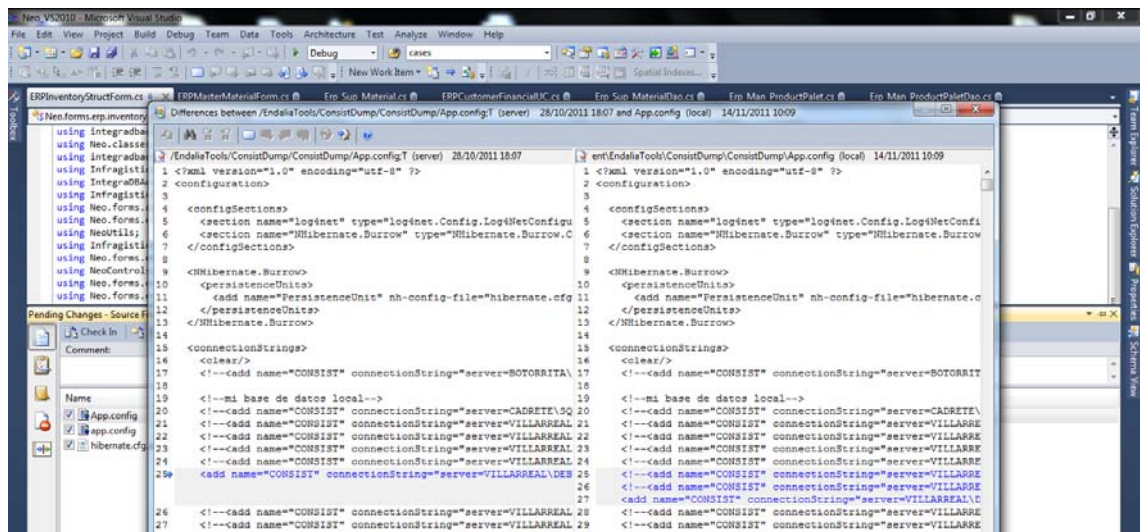 Neo_VS2010 - Microsoft Visual Studio
File Edit View Project Build Debug Team Data Tools Architecture Test Analyze Window Help
Debug cases
New Work Item Spatial Indexes...
ERPInventoryStructForm.cs ERPMasterMaterialForm.cs Erp_Sup_Material.cs ERPCustomerFinancialUC.cs Erp_Sup_MaterialDao.cs Erp_Man_ProductPalet.cs Erp_Man_ProductPaletDao.cs
Toolbox
Neo.forms.erp.inventory
using integradba
using Neo.classe
using integradba
using Infragisti
using IntegraDBA
using Infragisti
using Neo.forms.
using Neo.forms.
using NeoUtils;
using Neo.forms.
using Infragisti
using Neo.forms.
using NeoControl
using Neo.forms.
using Neo.forms.
Differences between /EndaliaTools/ConsistDump/ConsistDump/App.config;T (server) 28/10/2011 18:07 and App.config (local) 14/11/2011 10:09
/EndaliaTools/ConsistDump/ConsistDump/App.config;T (server) 28/10/2011 18:07
1 <?xml version="1.0" encoding="utf-8" ?>
2 <configuration>
3
4 <configSections>
5 <section name="log4net" type="log4net.Config.Log4NetConfigu
6 <section name="NHibernate.Burrow" type="NHibernate.Burrow.C
7 </configSections>
8
9 <NHibernate.Burrow>
10 <persistenceUnits>
11 <add name="PersistenceUnit" nh-config-file="hibernate.cfg
12 </persistenceUnits>
13 </NHibernate.Burrow>
14
15 <connectionStrings>
16 <clear/>
17 <!--<add name="CONSIST" connectionString="server=BOTORRITA\
18
19 <!--mi base de datos local-->
20 <!--<add name="CONSIST" connectionString="server=CADRETE\SQ
21 <!--<add name="CONSIST" connectionString="server=VILLARREAL
22 <!--<add name="CONSIST" connectionString="server=VILLARREAL
23 <!--<add name="CONSIST" connectionString="server=VILLARREAL
24 <!--<add name="CONSIST" connectionString="server=VILLARREAL
25 <add name="CONSIST" connectionString="server=VILLARREAL\DEB
26 <!--<add name="CONSIST" connectionString="server=VILLARREAL
27 <!--<add name="CONSIST" connectionString="server=VILLARREAL
ent\EndaliaTools\ConsistDump\ConsistDump\App.config (local) 14/11/2011 10:09
1 <?xml version="1.0" encoding="utf-8" ?>
2 <configuration>
3
4 <configSections>
5 <section name="log4net" type="log4net.Config.Log4NetConfi
6 <section name="NHibernate.Burrow" type="NHibernate.Burrow
7 </configSections>
8
9 <NHibernate.Burrow>
10 <persistenceUnits>
11 <add name="PersistenceUnit" nh-config-file="hibernate.c
12 </persistenceUnits>
13 </NHibernate.Burrow>
14
15 <connectionStrings>
16 <clear/>
17 <!--<add name="CONSIST" connectionString="server=BOTORRIT
18
19 <!--mi base de datos local-->
20 <!--<add name="CONSIST" connectionString="server=CADRETE\
21 <!--<add name="CONSIST" connectionString="server=VILLARRE
22 <!--<add name="CONSIST" connectionString="server=VILLARRE
23 <!--<add name="CONSIST" connectionString="server=VILLARRE
24 <!--<add name="CONSIST" connectionString="server=VILLARRE
25 <!--<add name="CONSIST" connectionString="server=VILLARREAL
26 <!--<add name="CONSIST" connectionString="server=VILLARRE
27 <add name="CONSIST" connectionString="server=VILLARREAL\D
28 <!--<add name="CONSIST" connectionString="server=VILLARRE
29 <!--<add name="CONSIST" connectionString="server=VILLARRE
Pending Changes - Source F
Check In
Comment:
Name
App.config
app.config
hibernate.cfg.
Team Explorer
Solution Explorer
Properties
Schema View